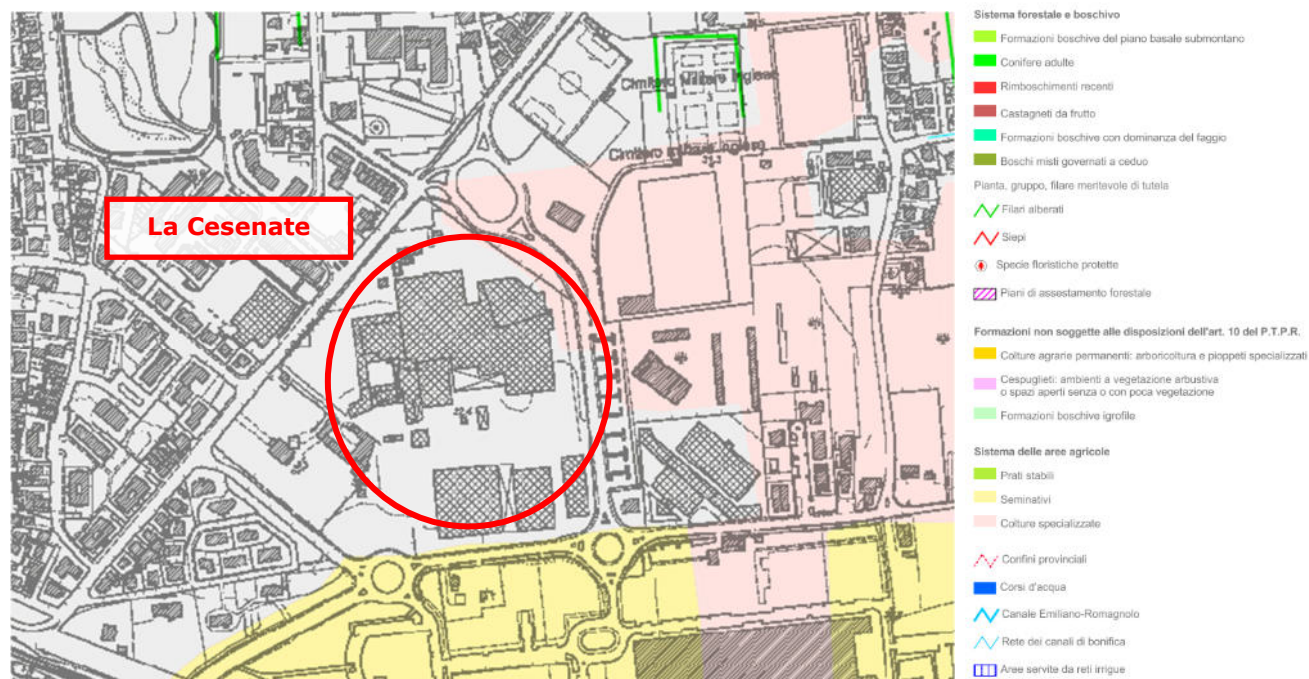 La Cesenate
Cimitero Militare Inglese
Cimitero Militare Inglese
Sistema forestale e boschivo
Formazioni boschive del piano basale submontano
Conifere adulte
Rimboschimenti recenti
Castagneti da frutto
Formazioni boschive con dominanza del faggio
Boschi misti governati a ceduo
Pianta, gruppo, filare meritevole di tutela
Filari alberati
Siepi
Specie floristiche protette
Piani di assestamento forestale
Formazioni non soggette alle disposizioni dell'art. 10 del P.T.P.R.
Colture agrarie permanenti: arboricoltura e pioppeti specializzati
Cespuglieti: ambienti a vegetazione arbustiva
o spazi aperti senza o con poca vegetazione
Formazioni boschive igrofile
Sistema delle aree agricole
Prati stabili
Seminativi
Colture specializzate
Confini provinciali
Corsi d'acqua
Canale Emiliano-Romagnolo
Rete dei canali di bonifica
Aree servite da reti irrigue